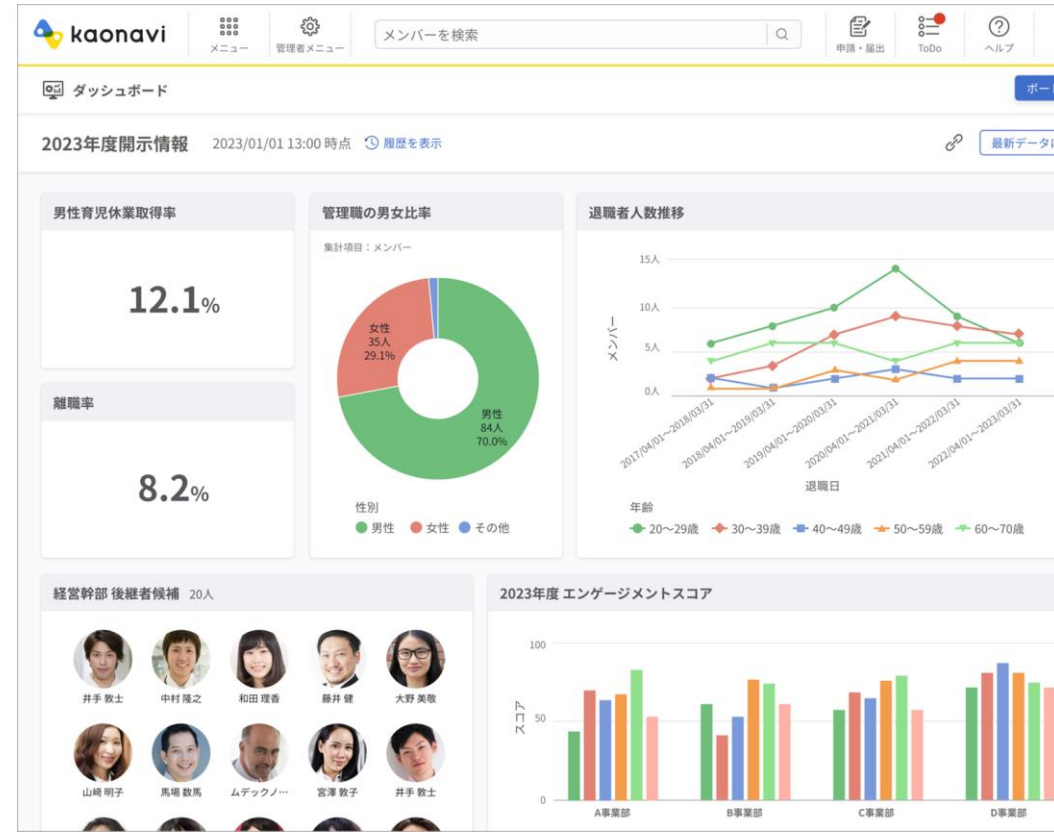 kaonavi
メニュー
管理者メニュー
メンバーを検索
申請・届出
ToDo
ヘルプ
ダッシュボード
ボード
2023年度開示情報
2023/01/01 13:00 時点
履歴を表示
最新データに
男性育児休業取得率
12.1%
離職率
8.2%
管理職の男女比率
集計項目：メンバー
女性
35人
29.1%
男性
84人
70.0%
性別
男性 女性 その他
退職者人数推移
15人
10人
5人
0人
メンバー
2017/04/01〜2018/03/31
2018/04/01〜2019/03/31
2019/04/01〜2020/03/31
2020/04/01〜2021/03/31
2021/04/01〜2022/03/31
2022/04/01〜2023/03/31
退職日
年齢
20〜29歳 30〜39歳 40〜49歳 50〜59歳 60〜70歳
経営幹部 後継者候補 20人
井手 敦士 中村 隆之 和田 理香 藤井 健 大野 美敬
山崎 明子 馬場 数馬 ムデックノ… 宮澤 敦子 井手 敦士
2023年度 エンゲージメントスコア
100
50
0
スコア
A事業部 B事業部 C事業部 D事業部